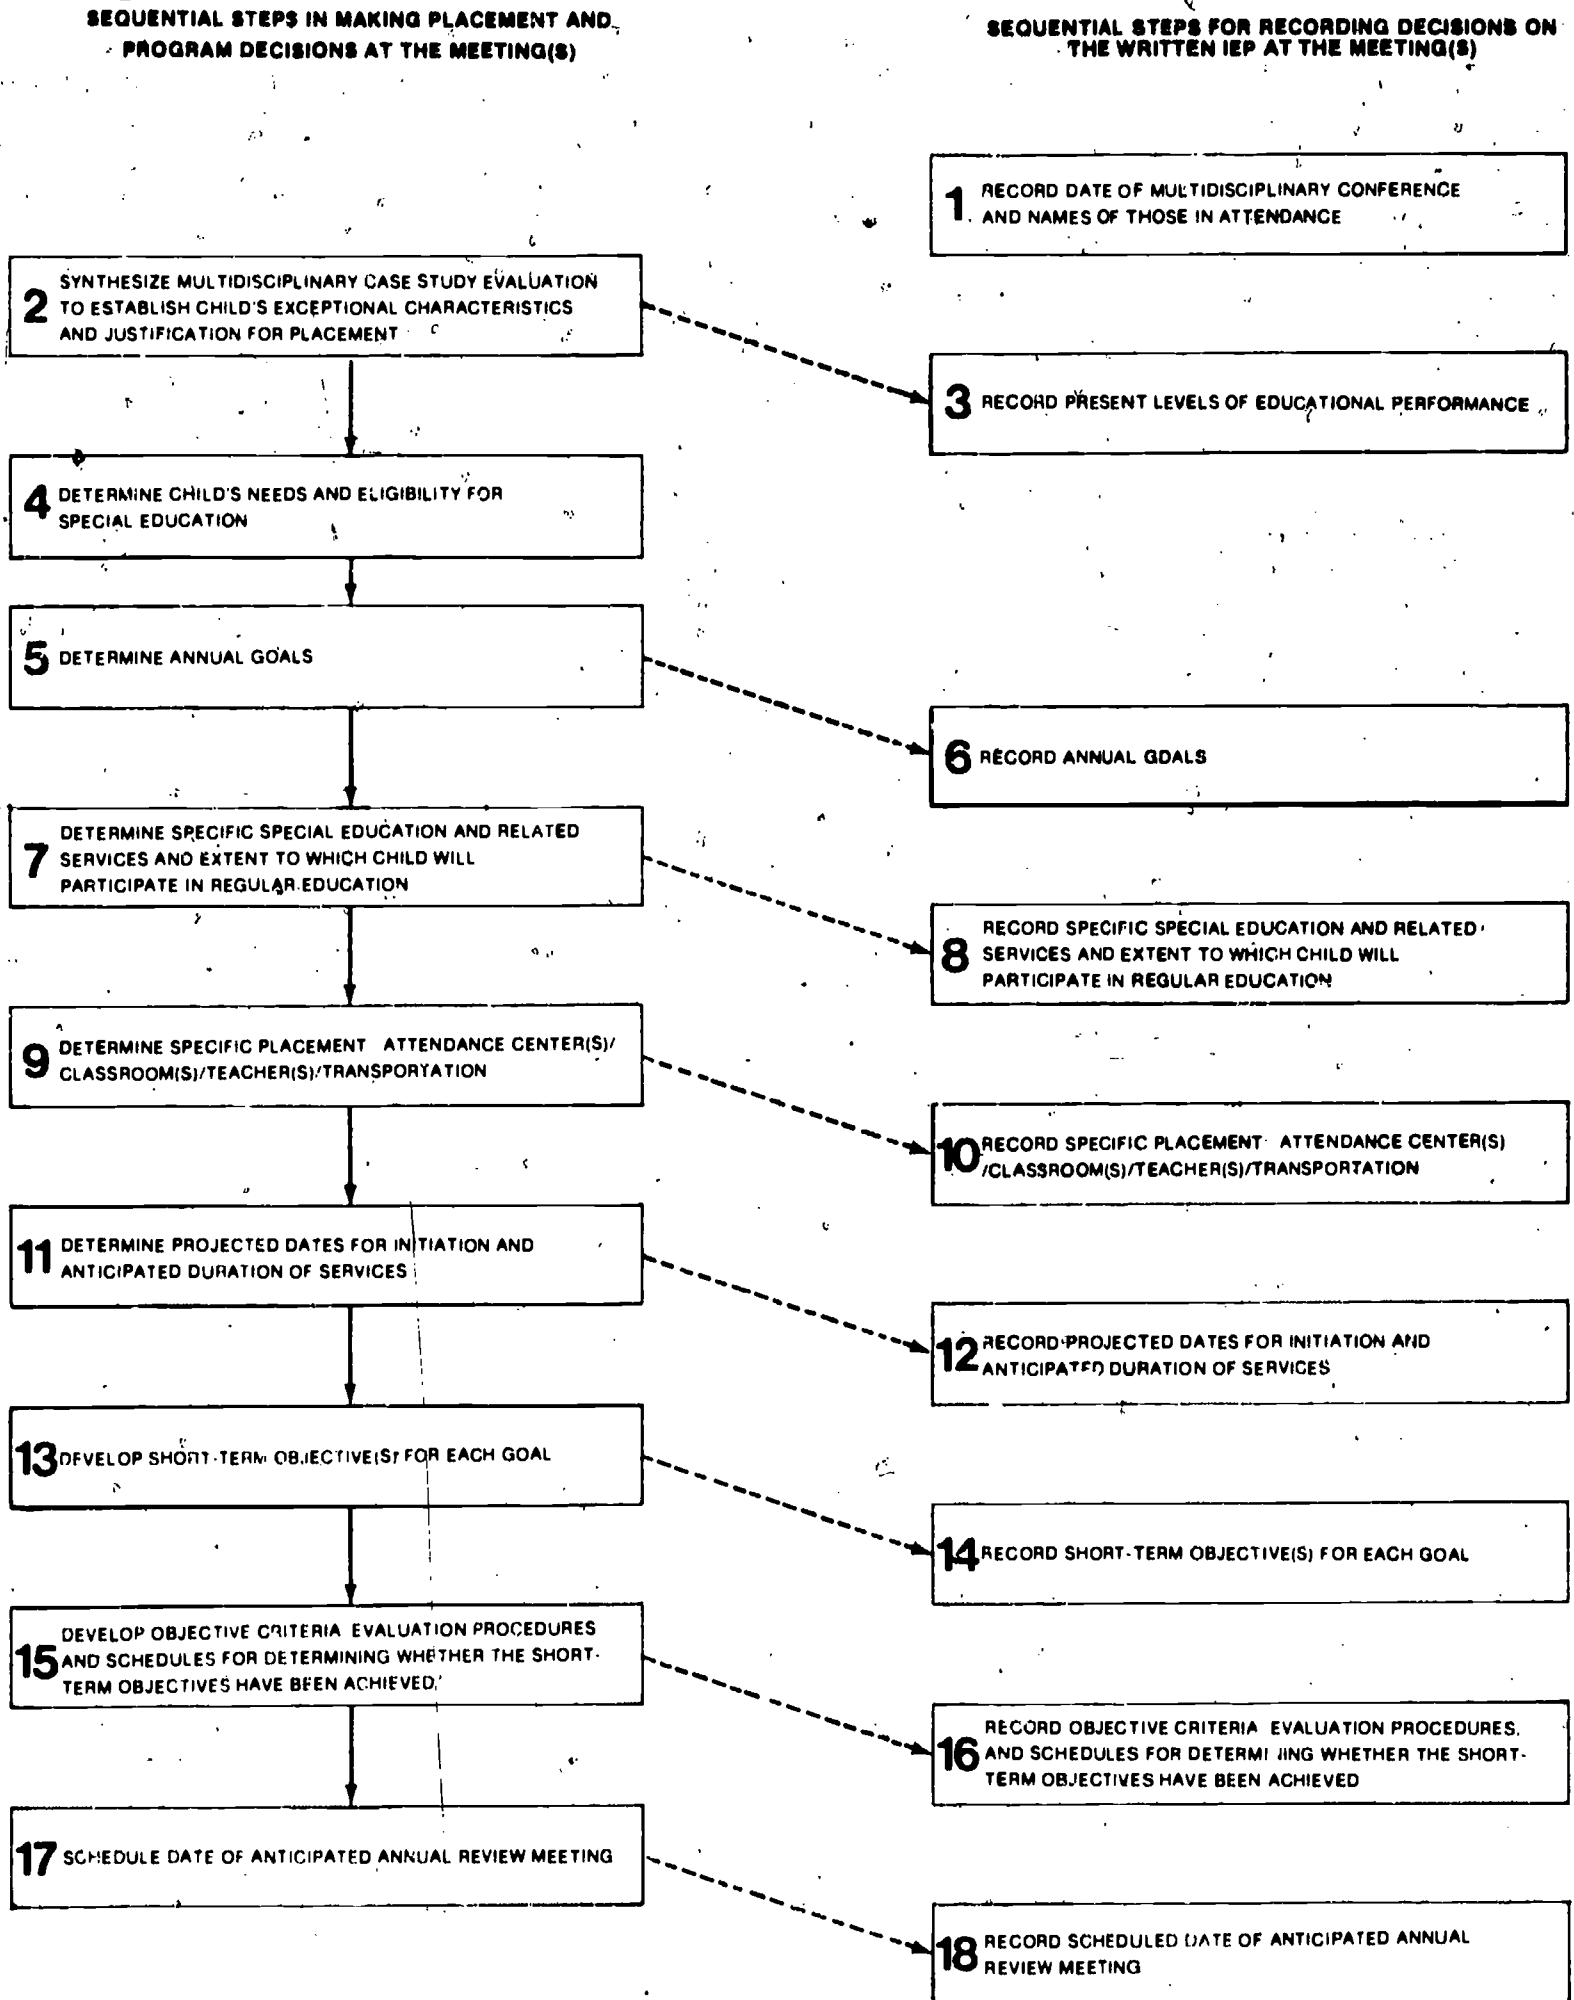 SEQUENTIAL STEPS IN MAKING PLACEMENT AND
PROGRAM DECISIONS AT THE MEETING(S)
SEQUENTIAL STEPS FOR RECORDING DECISIONS ON
THE WRITTEN IEP AT THE MEETING(S)
1. RECORD DATE OF MULTIDISCIPLINARY CONFERENCE
AND NAMES OF THOSE IN ATTENDANCE
2 SYNTHESIZE MULTIDISCIPLINARY CASE STUDY EVALUATION
TO ESTABLISH CHILD'S EXCEPTIONAL CHARACTERISTICS
AND JUSTIFICATION FOR PLACEMENT
3 RECORD PRESENT LEVELS OF EDUCATIONAL PERFORMANCE
4 DETERMINE CHILD'S NEEDS AND ELIGIBILITY FOR
SPECIAL EDUCATION
5 DETERMINE ANNUAL GOALS
6 RECORD ANNUAL GOALS
7 DETERMINE SPECIFIC SPECIAL EDUCATION AND RELATED
SERVICES AND EXTENT TO WHICH CHILD WILL
PARTICIPATE IN REGULAR EDUCATION
8 RECORD SPECIFIC SPECIAL EDUCATION AND RELATED
SERVICES AND EXTENT TO WHICH CHILD WILL
PARTICIPATE IN REGULAR EDUCATION
9 DETERMINE SPECIFIC PLACEMENT ATTENDANCE CENTER(S)/
CLASSROOM(S)/TEACHER(S)/TRANSPORTATION
10 RECORD SPECIFIC PLACEMENT ATTENDANCE CENTER(S)
/CLASSROOM(S)/TEACHER(S)/TRANSPORTATION
11 DETERMINE PROJECTED DATES FOR INITIATION AND
ANTICIPATED DURATION OF SERVICES
12 RECORD PROJECTED DATES FOR INITIATION AND
ANTICIPATED DURATION OF SERVICES
13 DEVELOP SHORT-TERM OBJECTIVE(S) FOR EACH GOAL
14 RECORD SHORT-TERM OBJECTIVE(S) FOR EACH GOAL
15 DEVELOP OBJECTIVE CRITERIA EVALUATION PROCEDURES
AND SCHEDULES FOR DETERMINING WHETHER THE SHORT-
TERM OBJECTIVES HAVE BEEN ACHIEVED
16 RECORD OBJECTIVE CRITERIA EVALUATION PROCEDURES,
AND SCHEDULES FOR DETERMINING WHETHER THE SHORT-
TERM OBJECTIVES HAVE BEEN ACHIEVED
17 SCHEDULE DATE OF ANTICIPATED ANNUAL REVIEW MEETING
18 RECORD SCHEDULED DATE OF ANTICIPATED ANNUAL
REVIEW MEETING